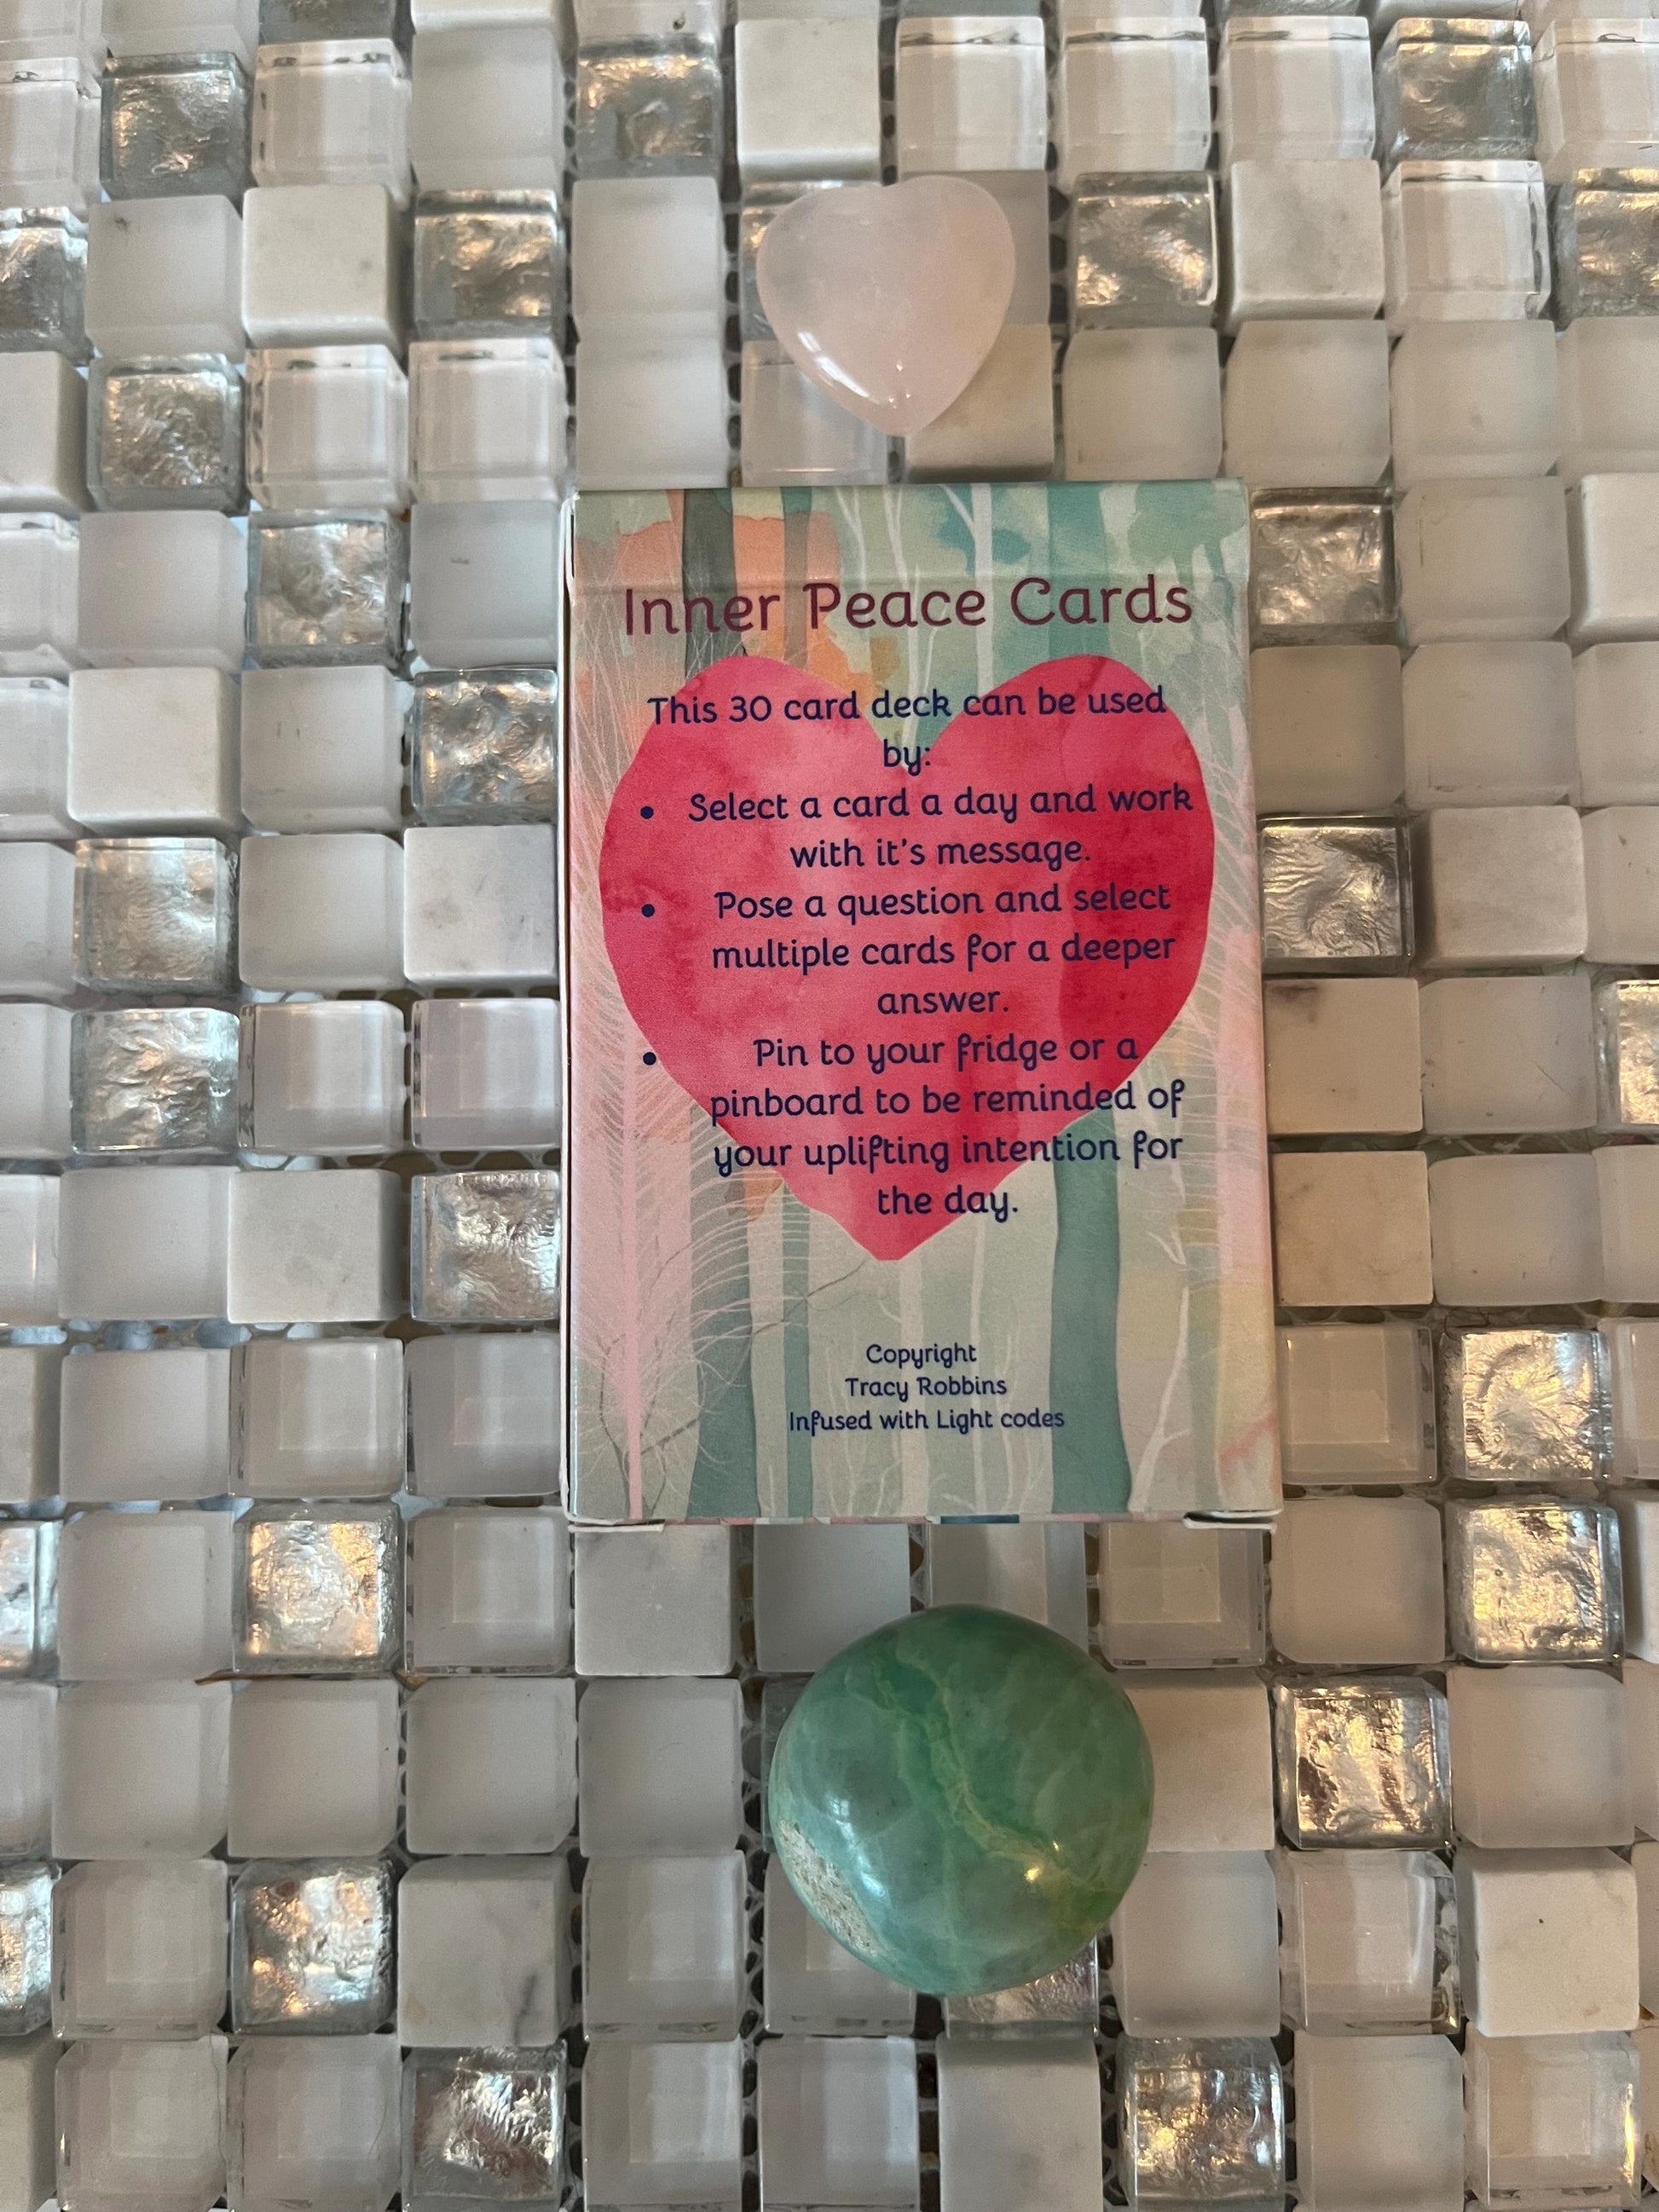 Inner Peace Cards
This 30 card deck can be used
by:
• Select a card a day and work
with it's message.
• Pose a question and select
multiple cards for a deeper
answer.
• Pin to your fridge or a
pinboard to be reminded of
your uplifting intention for
the day.
Copyright
Tracy Robbins
Infused with Light codes